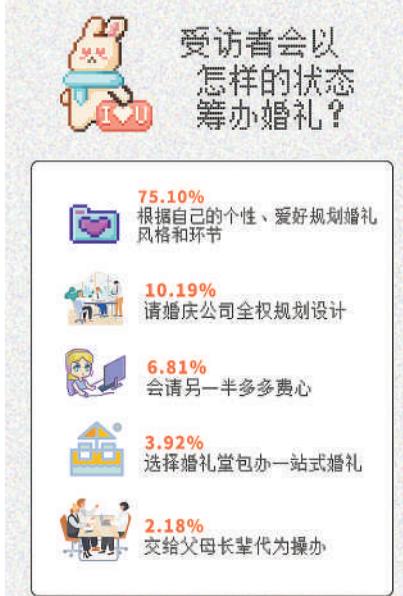 受访者会以
怎样的状态
筹办婚礼?
I♥U
75.10%
根据自己的个性、爱好规划婚礼
风格和环节
10.19%
请婚庆公司全权规划设计
6.81%
会请另一半多多费心
3.92%
选择婚礼堂包办一站式婚礼
2.18%
交给父母长辈代为操办